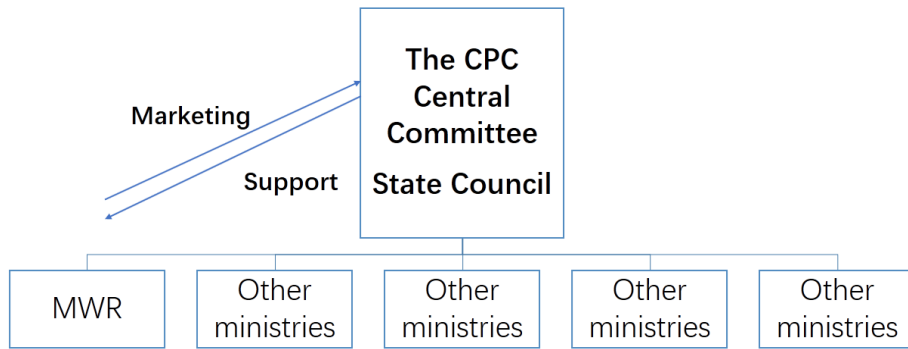 The CPC
Central
Committee
State Council
Marketing
Support
MWR
Other
ministries
Other
ministries
Other
ministries
Other
ministries